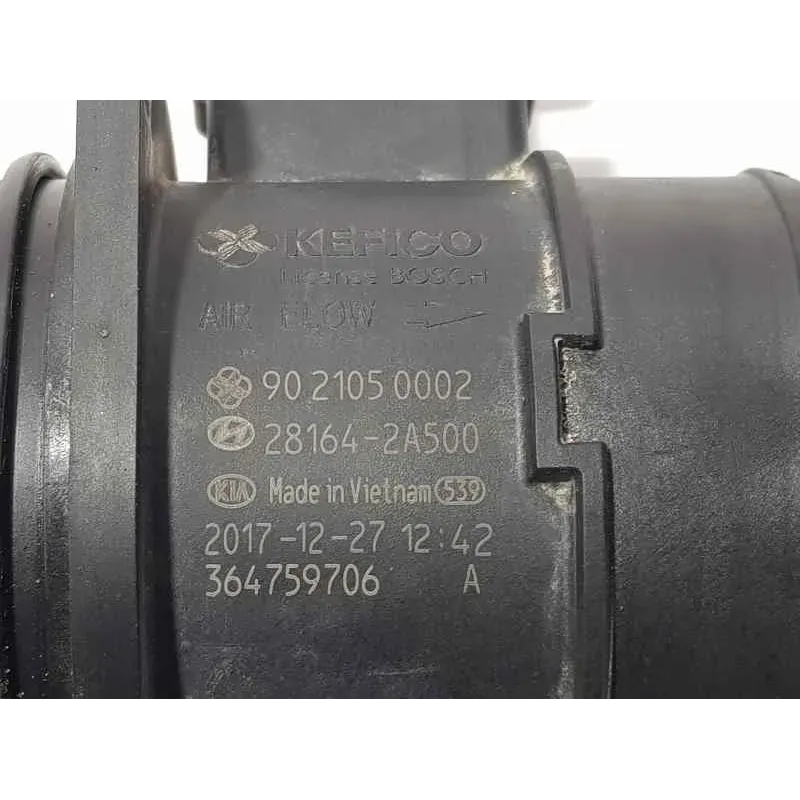 KEFICO
License BOSCH
AIR FLOW
90 2105 0002
28164-2A500
KIA Made in Vietnam 539
2017-12-27 12:42
364759706 A